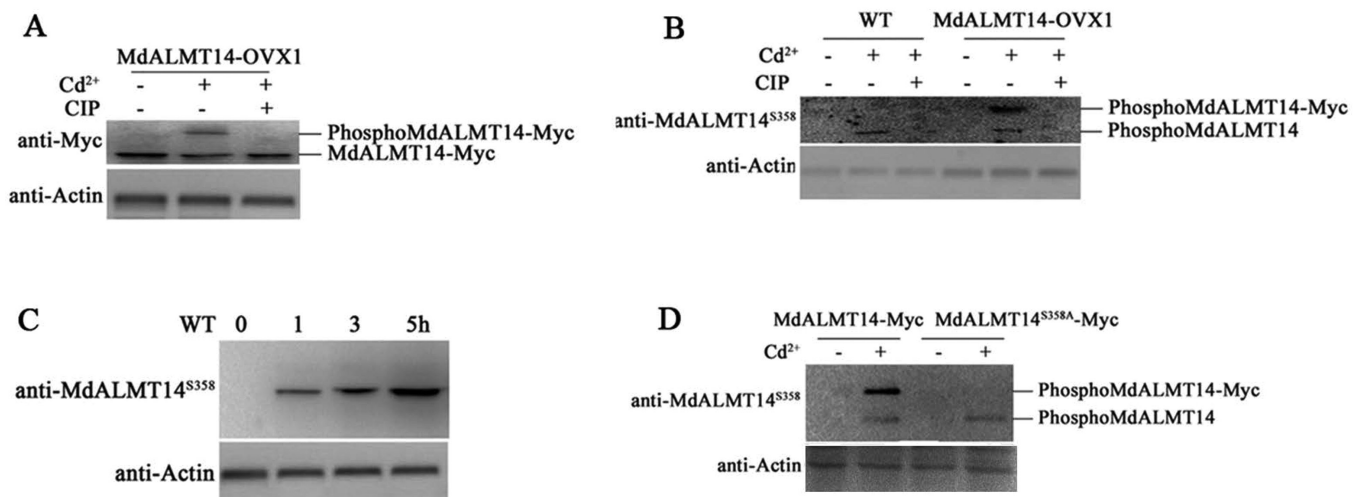 A
MdALMT14-OVX1
Cd²⁺ - + +
CIP - - +
anti-Myc
PhosphoMdALMT14-Myc
MdALMT14-Myc
anti-Actin
B
WT MdALMT14-OVX1
Cd²⁺ - + + - + +
CIP - - + - - +
anti-MdALMT14ˢ³⁵⁸
PhosphoMdALMT14-Myc
PhosphoMdALMT14
anti-Actin
C
WT 0 1 3 5h
anti-MdALMT14ˢ³⁵⁸
anti-Actin
D
MdALMT14-Myc MdALMT14ˢ³⁵⁸ᴬ-Myc
Cd²⁺ - + - +
anti-MdALMT14ˢ³⁵⁸
PhosphoMdALMT14-Myc
PhosphoMdALMT14
anti-Actin